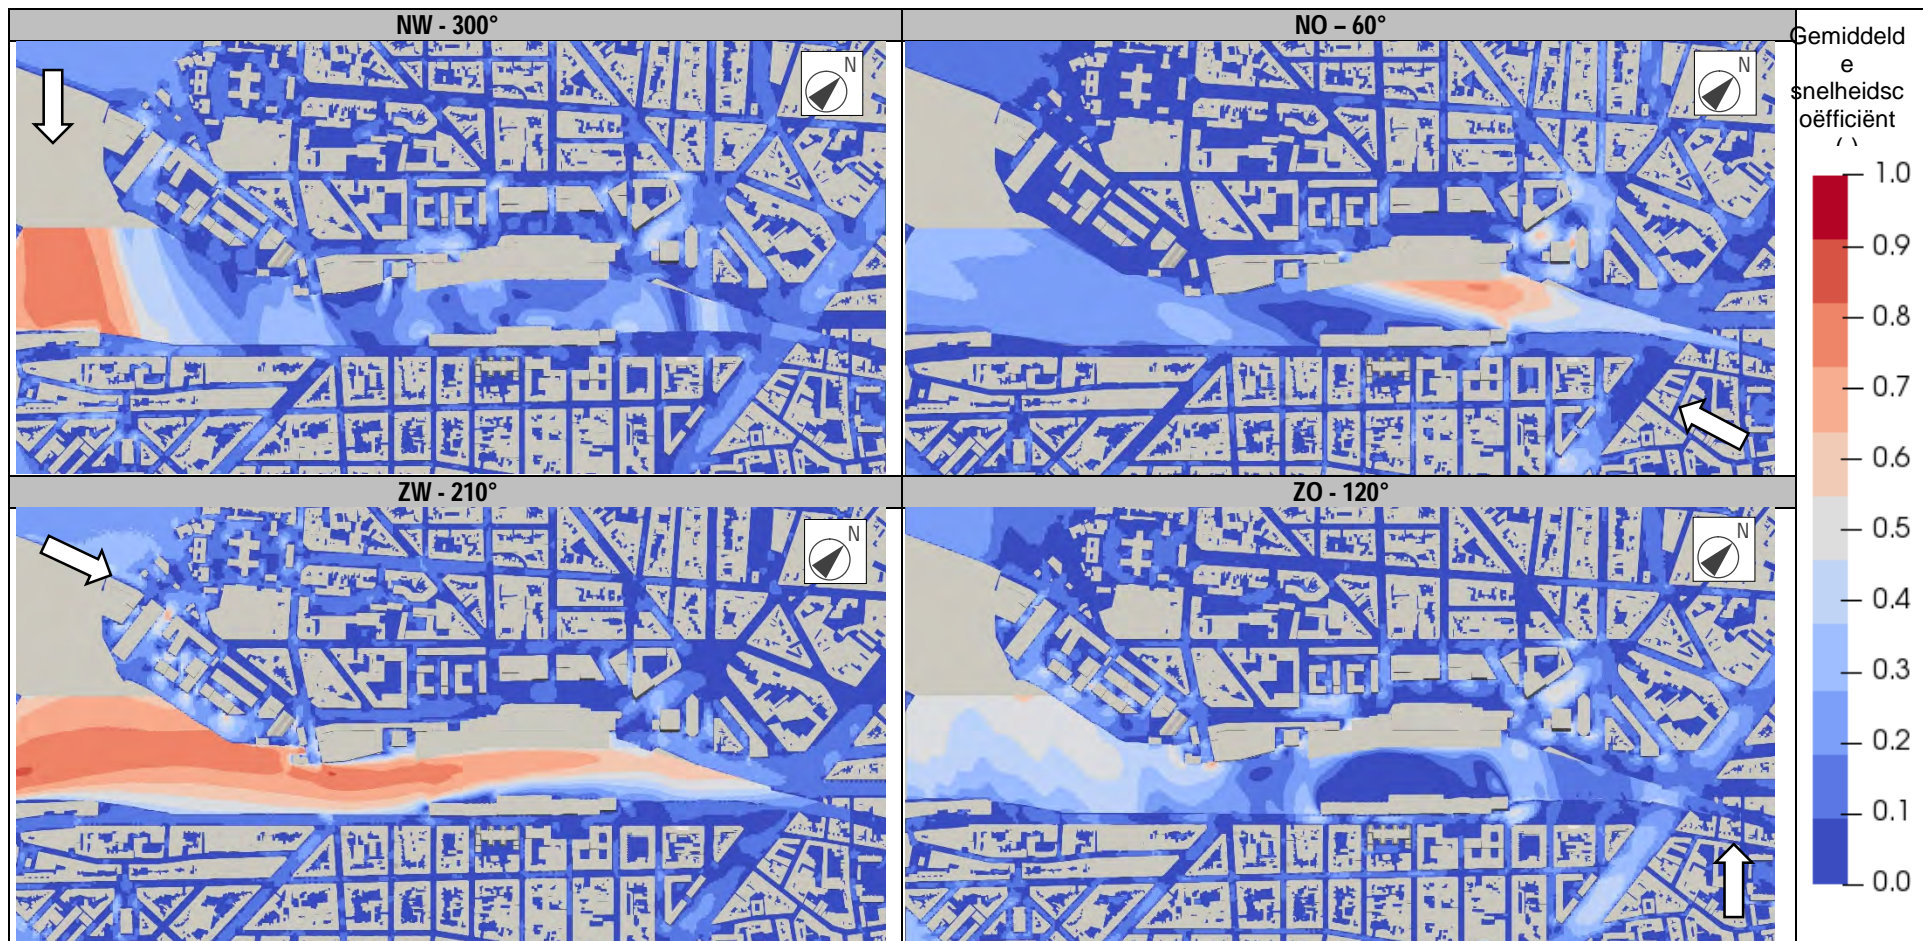 NW - 300°
NO – 60°
Gemiddeld
e
snelheidsc
oëfficiënt
N
N
1.0
0.9
0.8
0.7
0.6
0.5
0.4
0.3
0.2
0.1
0.0
ZW - 210°
ZO - 120°
N
N